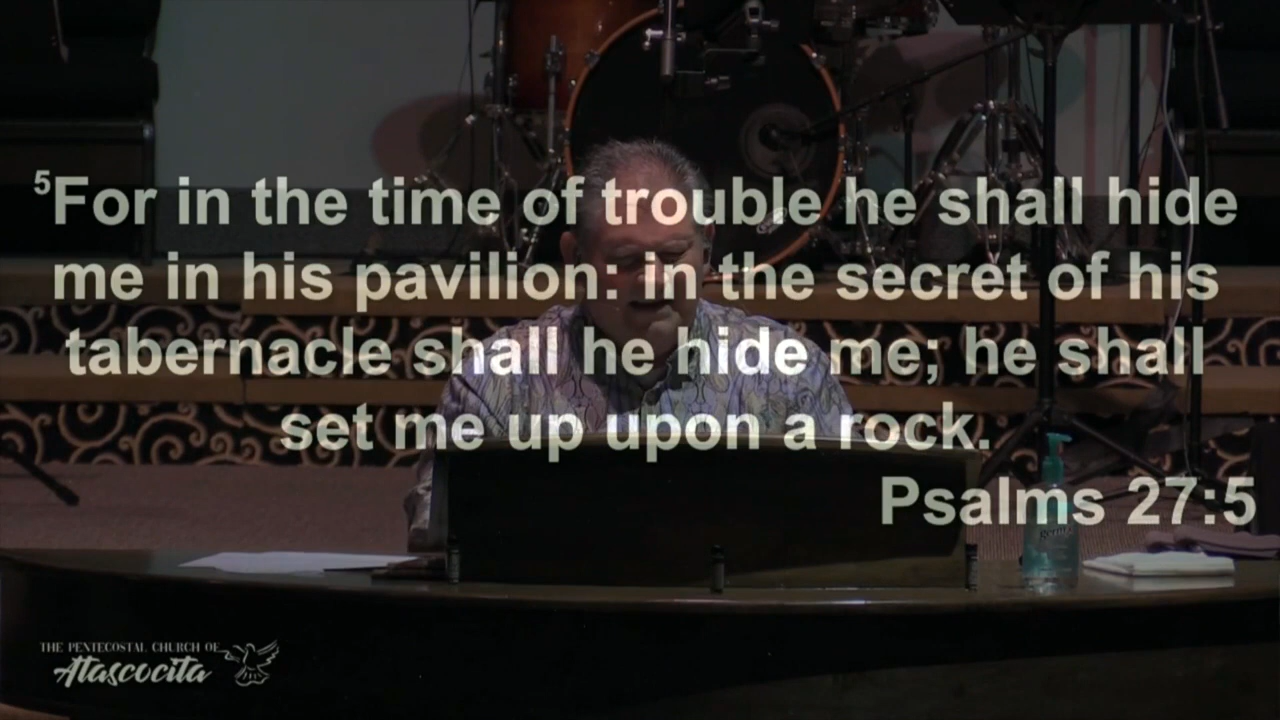 ⁵For in the time of trouble he shall hide
me in his pavilion: in the secret of his
tabernacle shall he hide me; he shall
set me up upon a rock.
Psalms 27:5
THE PENTECOSTAL CHURCH OF
Atascocita